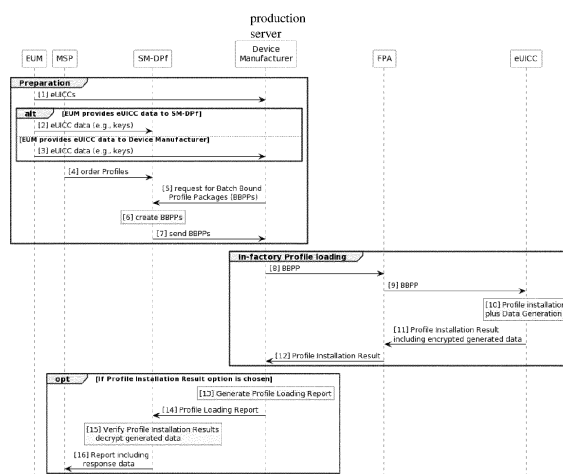 production
server
EUM
MSP
SM-DPf
Device
Manufacturer
FPA
eUICC
Preparation
[1] eUICCs
alt
[EUM provides eUICC data to SM-DPf]
[2] eUICC data (e.g., keys)
[EUM provides eUICC data to Device Manufacturer]
[3] eUICC data (e.g., keys)
[4] order Profiles
[5] request for Batch Bound
Profile Packages (BBPPs)
[6] create BBPPs
[7] send BBPPs
In-factory Profile loading
[8] BBPP
[9] BBPP
[10] Profile installation
plus Data Generation
[11] Profile Installation Result
including encrypted generated data
[12] Profile Installation Result
opt
[If Profile Installation Result option is chosen]
[13] Generate Profile Loading Report
[14] Profile Loading Report
[15] Verify Profile Installation Results
decrypt generated data
[16] Report including
response data